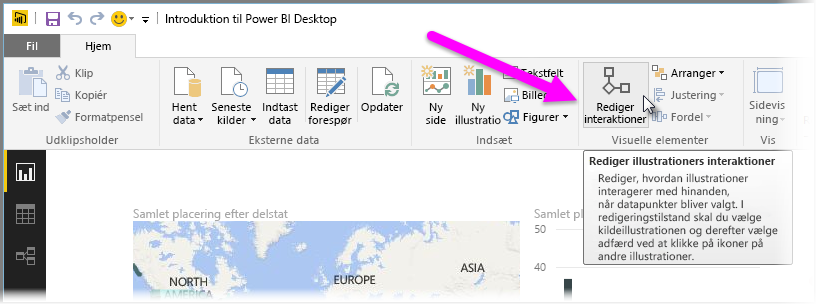 Introduktion til Power BI Desktop
Fil
Hjem
Sæt ind
Klip
Kopiér
Formatpensel
Udklipsholder
Hent
data
Seneste
kilder
Indtast
data
Rediger
forespør
Opdater
Eksterne data
Ny
side
Ny
illustratio
Tekstfelt
Billed
Figurer
Indsæt
Rediger
interaktioner
Arranger
Justering
Fordel
Visuelle elementer
Sidevis
ning
Vis
Rediger illustrationers interaktioner
Rediger, hvordan illustrationer
interagerer med hinanden,
når datapunkter bliver valgt. I
redigeringstilstand skal du vælge
kildeillustrationen og derefter vælge
adfærd ved at klikke på ikoner på
andre illustrationer.
Samlet placering efter delstat
NORTH
AMERICA
EUROPE
ASIA
Samlet pla
50
40